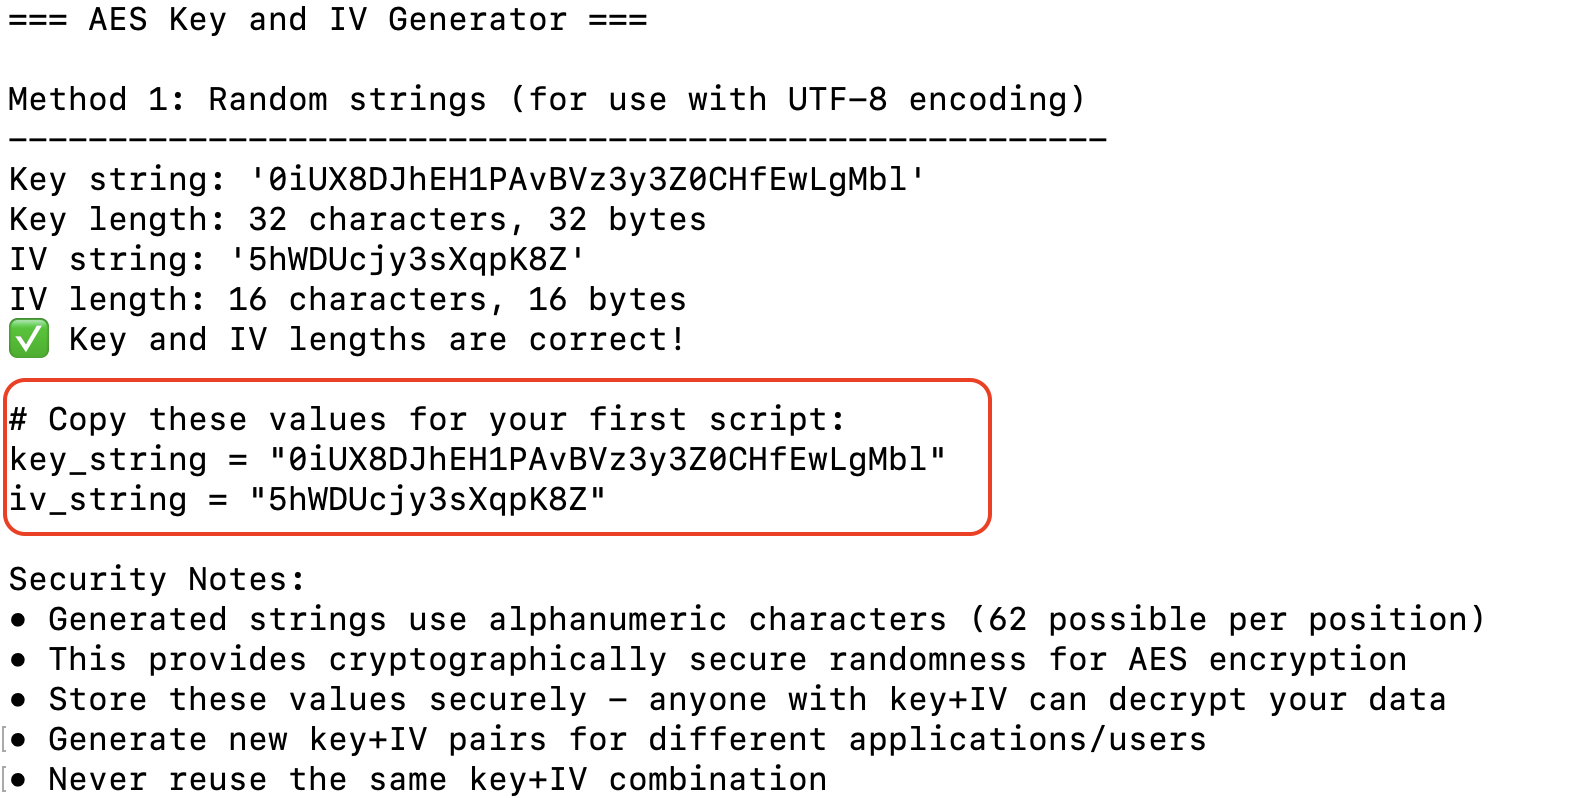 === AES Key and IV Generator ===
Method 1: Random strings (for use with UTF-8 encoding)
-------------------------------------------------------
Key string: '0iUX8DJhEH1PAvBVz3y3Z0CHfEwLgMbl'
Key length: 32 characters, 32 bytes
IV string: '5hWDUcjy3sXqpK8Z'
IV length: 16 characters, 16 bytes
✅ Key and IV lengths are correct!
# Copy these values for your first script:
key_string = "0iUX8DJhEH1PAvBVz3y3Z0CHfEwLgMbl"
iv_string = "5hWDUcjy3sXqpK8Z"
Security Notes:
• Generated strings use alphanumeric characters (62 possible per position)
• This provides cryptographically secure randomness for AES encryption
• Store these values securely – anyone with key+IV can decrypt your data
• Generate new key+IV pairs for different applications/users
• Never reuse the same key+IV combination